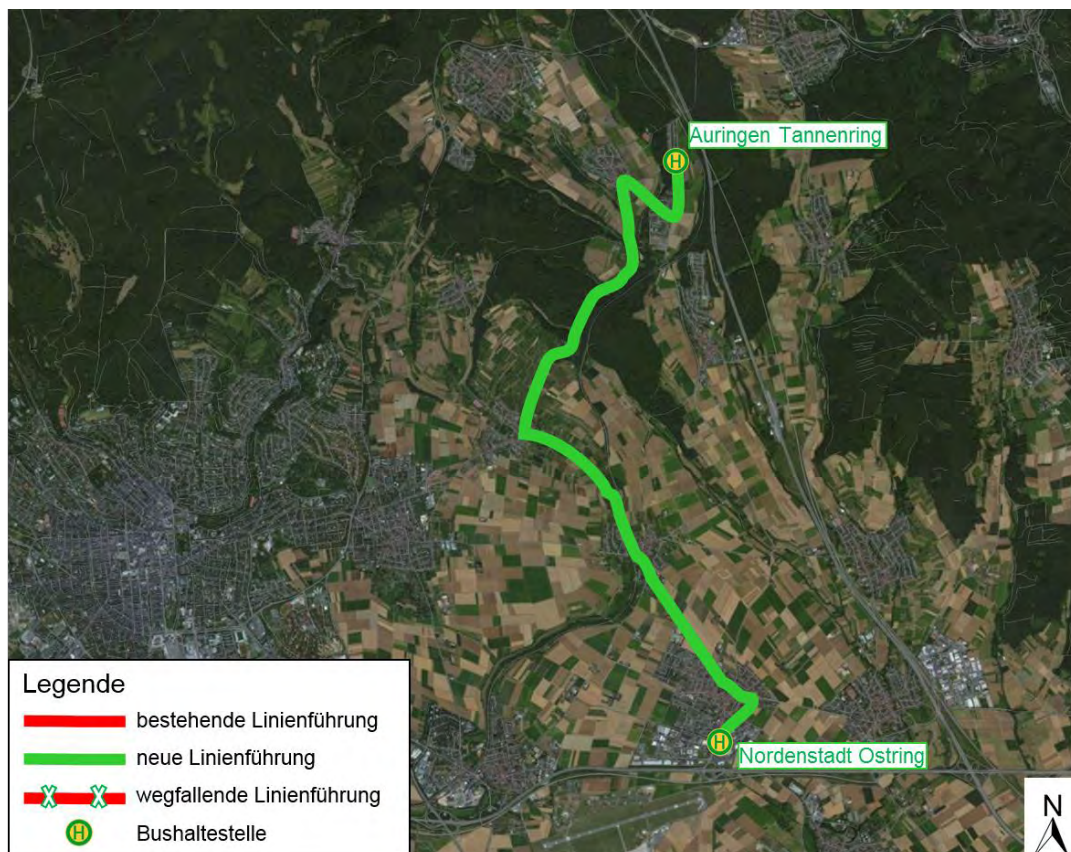 Auringen Tannenring
H
H
Nordenstadt Ostring
Legende
bestehende Linienführung
neue Linienführung
X X wegfallende Linienführung
H Bushaltestelle
N